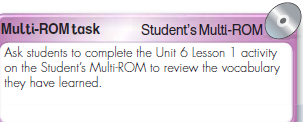 Multi-ROM task Student's Multi-ROM
Ask students to complete the Unit 6 Lesson 1 activity
on the Student's Multi-ROM to review the vocabulary
they have learned.